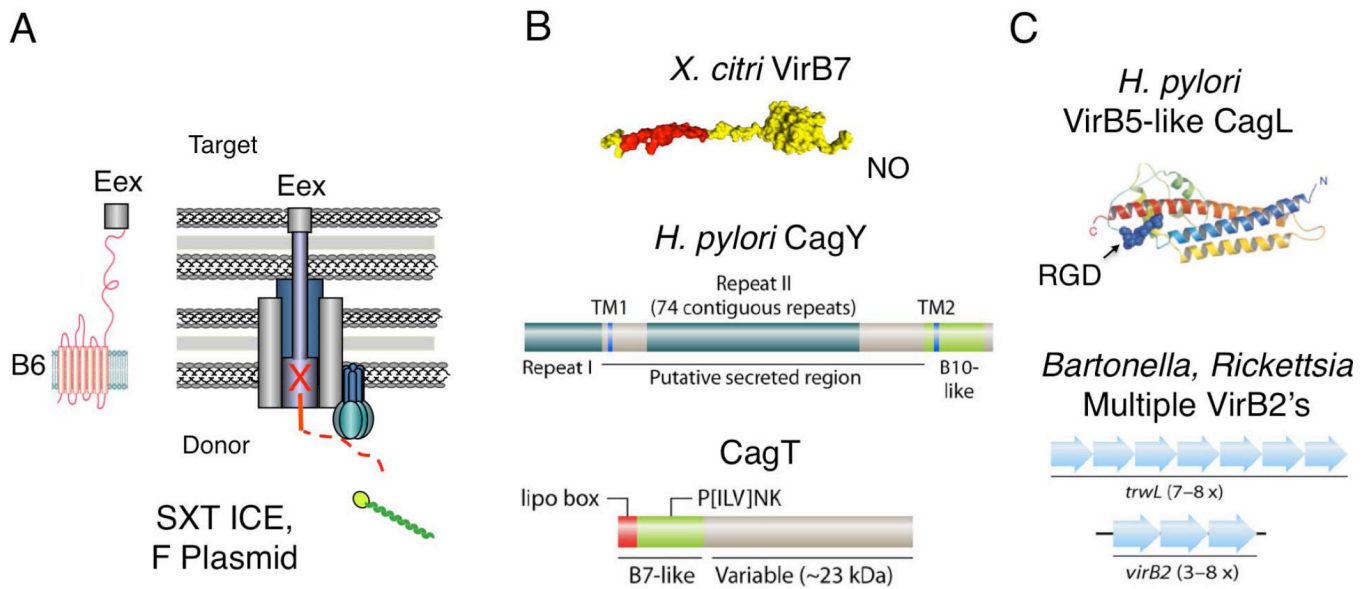 A
Target
Eex
Eex
B6
X
Donor
SXT ICE,
F Plasmid
B
X. citri VirB7
NO
H. pylori CagY
Repeat II
(74 contiguous repeats)
TM1
TM2
Repeat I
Putative secreted region
B10-
like
CagT
lipo box
P[ILV]NK
B7-like
Variable (~23 kDa)
C
H. pylori
VirB5-like CagL
N
C
RGD
Bartonella, Rickettsia
Multiple VirB2's
trwL (7–8 x)
virB2 (3–8 x)